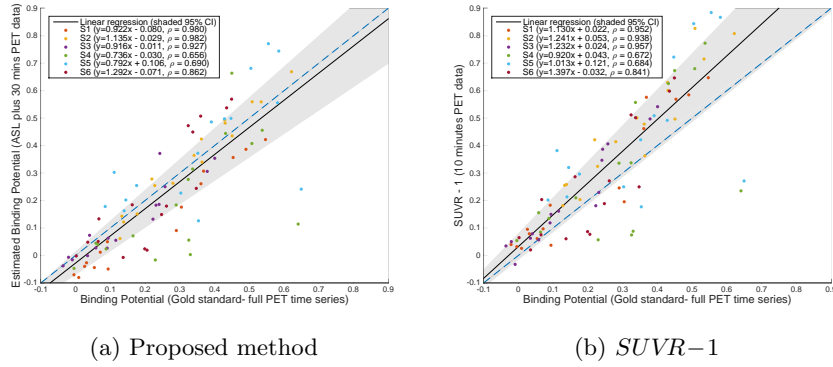 Linear regression (shaded 95% CI)
S1 (y=0.922x - 0.080, ρ = 0.980)
S2 (y=1.135x - 0.029, ρ = 0.982)
S3 (y=0.916x - 0.011, ρ = 0.927)
S4 (y=0.736x - 0.030, ρ = 0.656)
S5 (y=0.792x + 0.106, ρ = 0.690)
S6 (y=1.292x - 0.071, ρ = 0.862)
Estimated Binding Potential (ASL plus 30 mins PET data)
0.9
0.8
0.7
0.6
0.5
0.4
0.3
0.2
0.1
0
-0.1
-0.1 0 0.1 0.2 0.3 0.4 0.5 0.6 0.7 0.8 0.9
Binding Potential (Gold standard- full PET time series)
(a) Proposed method
Linear regression (shaded 95% CI)
S1 (y=1.130x + 0.022, ρ = 0.952)
S2 (y=1.241x + 0.053, ρ = 0.938)
S3 (y=1.232x + 0.024, ρ = 0.957)
S4 (y=0.920x + 0.043, ρ = 0.672)
S5 (y=1.013x + 0.121, ρ = 0.684)
S6 (y=1.397x - 0.032, ρ = 0.841)
SUVR - 1 (10 minutes PET data)
0.9
0.8
0.7
0.6
0.5
0.4
0.3
0.2
0.1
0
-0.1
-0.1 0 0.1 0.2 0.3 0.4 0.5 0.6 0.7 0.8 0.9
Binding Potential (Gold standard- full PET time series)
(b) SUVR−1